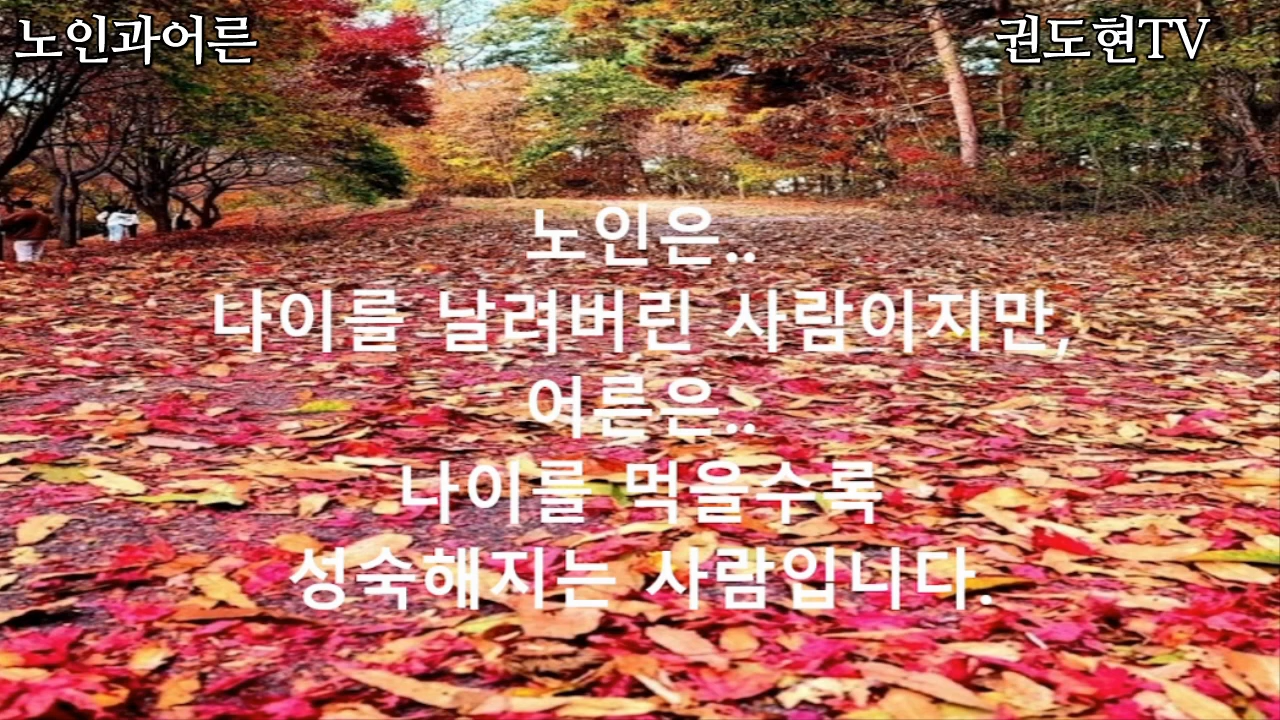 노인과어른
권도현TV
노인은..
나이를 날려버린 사람이지만,
여른은..
나이를 먹을수록
성숙해지는 사람입니다.